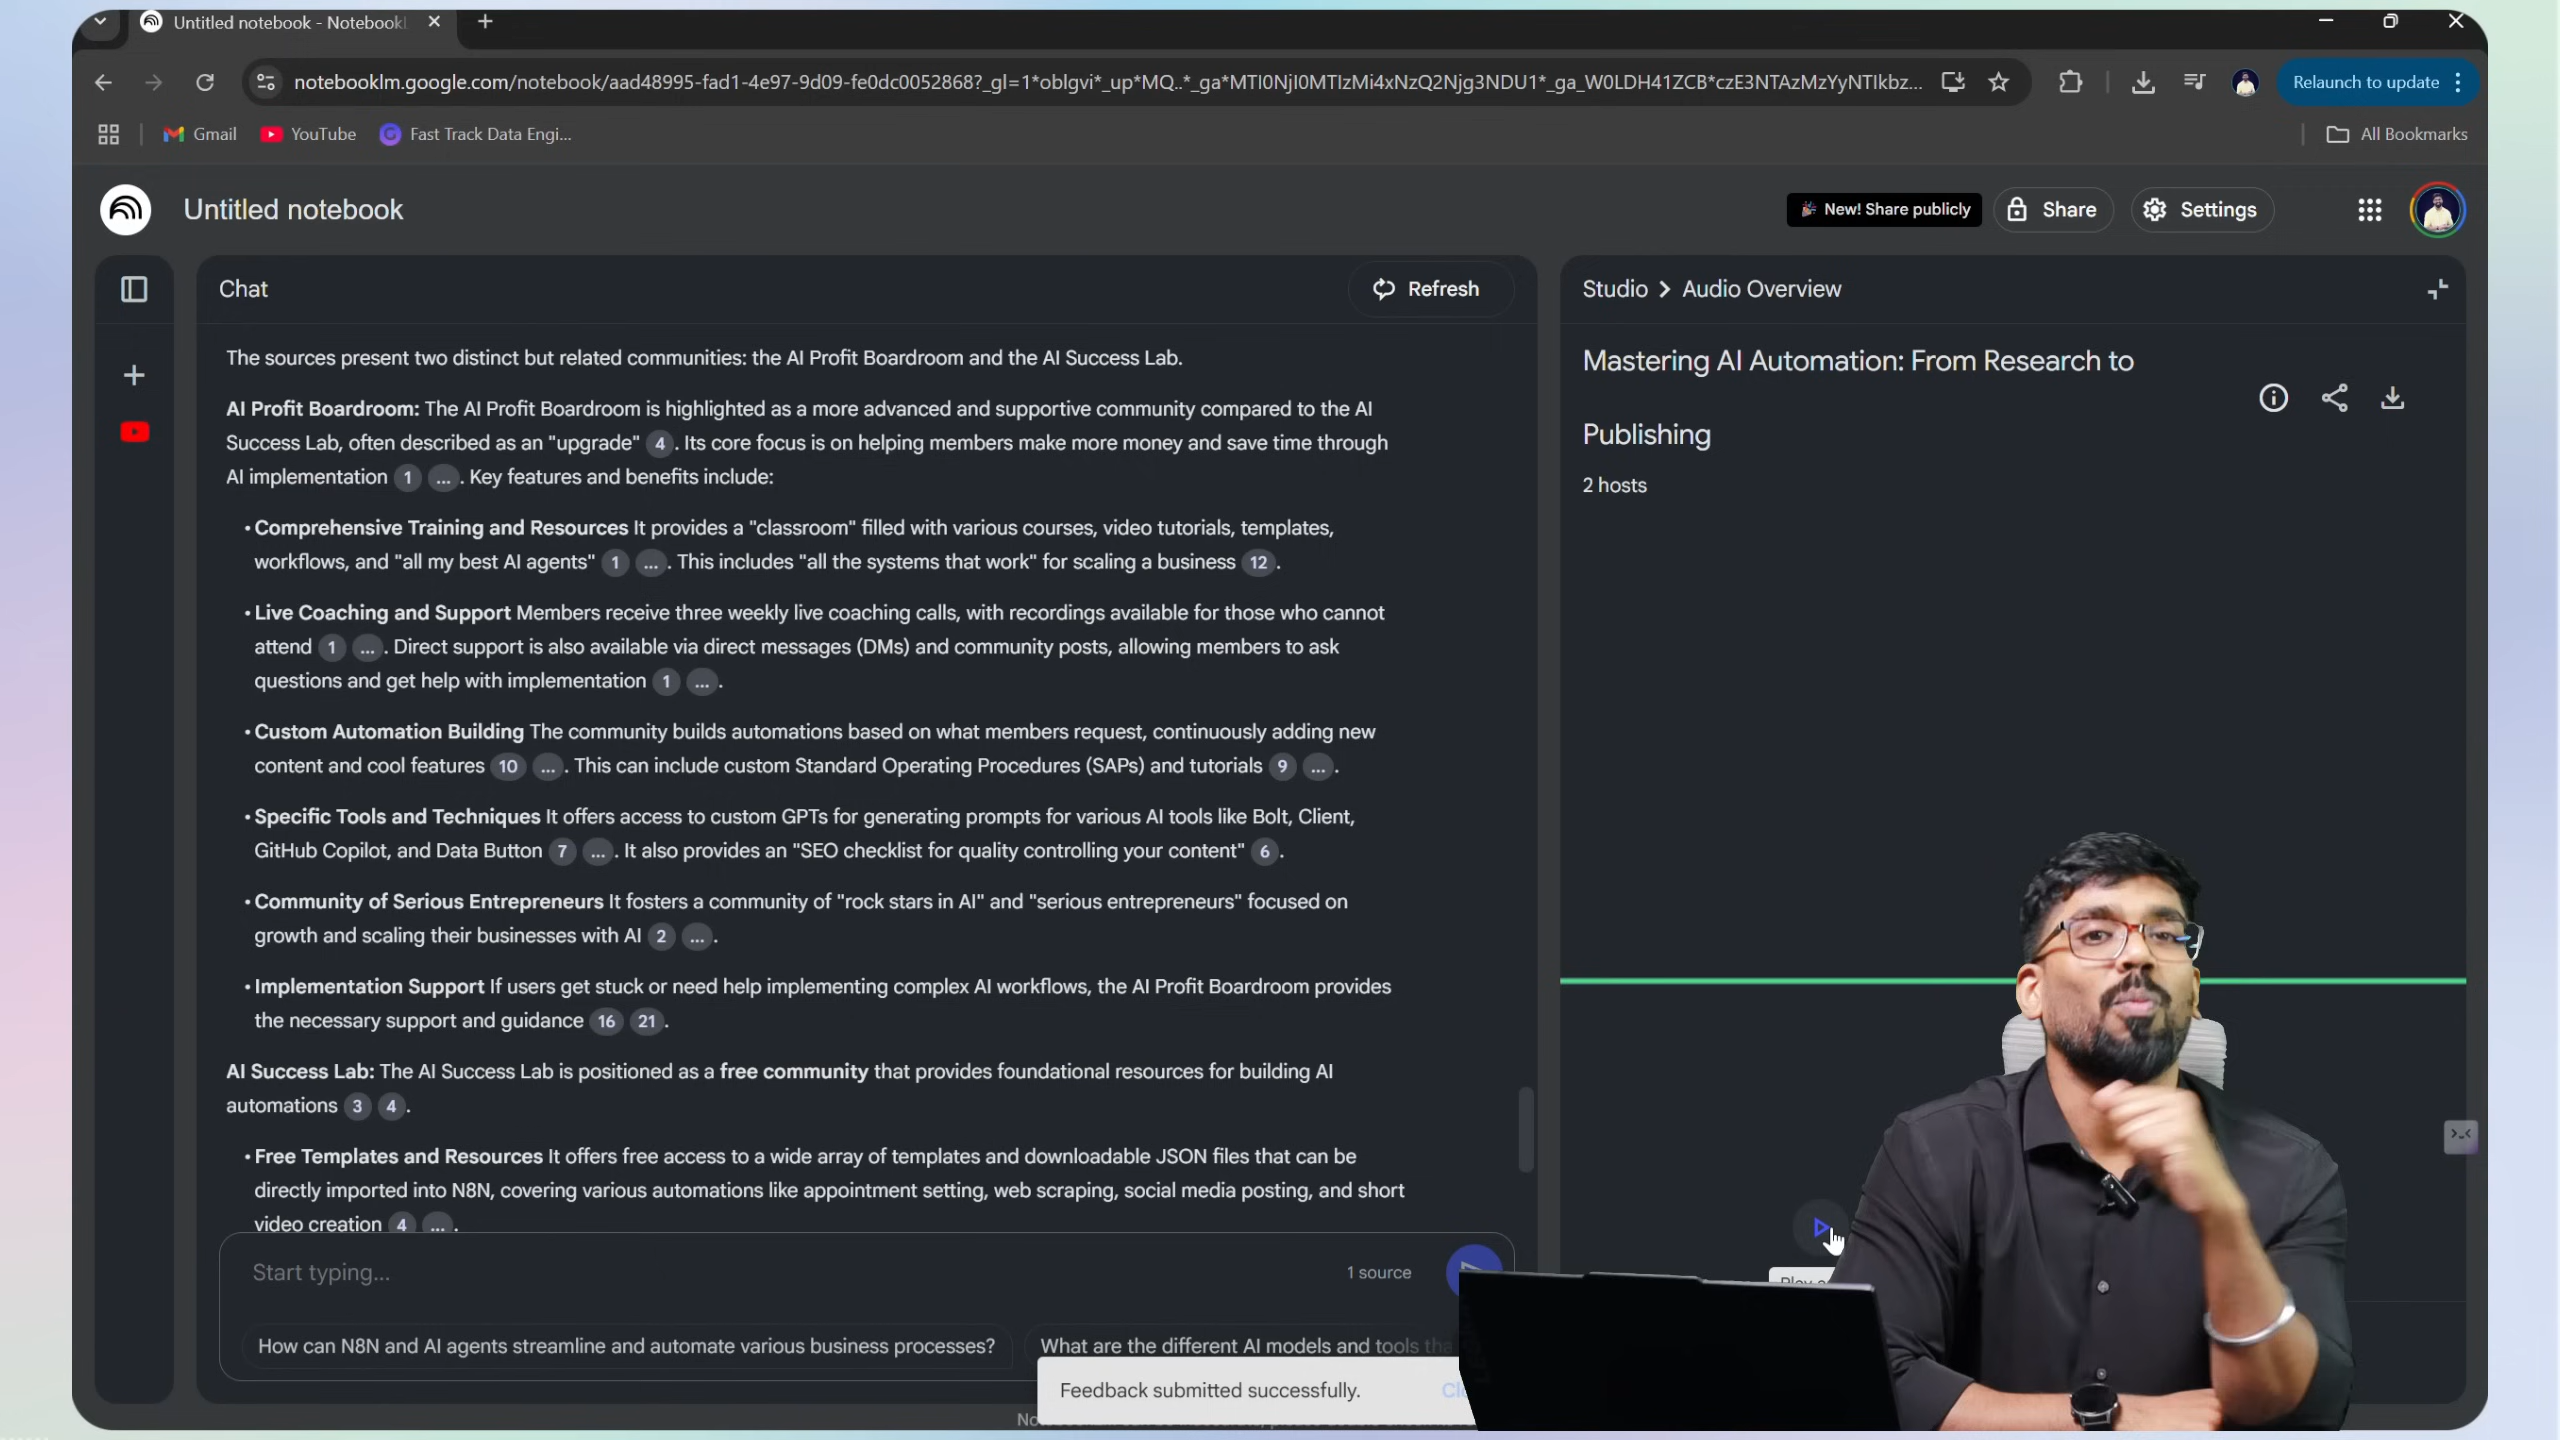 Untitled notebook - Notebook
notebooklm.google.com/notebook/aad48995-fad1-4e97-9d09-fe0dc0052868?_gl=1*oblgvi*_up*MQ..*_ga*MTI0NjI0MTIzMi4xNzQ2Njg3NDU1*_ga_W0LDH41ZCB*czE3NTAzMzYyNTIkbz...
Relaunch to update
Gmail
YouTube
Fast Track Data Engi...
All Bookmarks
Untitled notebook
New! Share publicly
Share
Settings
Chat
Refresh
The sources present two distinct but related communities: the AI Profit Boardroom and the AI Success Lab.
AI Profit Boardroom: The AI Profit Boardroom is highlighted as a more advanced and supportive community compared to the AI
Success Lab, often described as an "upgrade" 4 . Its core focus is on helping members make more money and save time through
AI implementation 1 ... . Key features and benefits include:
• Comprehensive Training and Resources It provides a "classroom" filled with various courses, video tutorials, templates,
workflows, and "all my best AI agents" 1 ... . This includes "all the systems that work" for scaling a business 12 .
• Live Coaching and Support Members receive three weekly live coaching calls, with recordings available for those who cannot
attend 1 ... . Direct support is also available via direct messages (DMs) and community posts, allowing members to ask
questions and get help with implementation 1 ... .
• Custom Automation Building The community builds automations based on what members request, continuously adding new
content and cool features 10 ... . This can include custom Standard Operating Procedures (SAPs) and tutorials 9 ... .
• Specific Tools and Techniques It offers access to custom GPTs for generating prompts for various AI tools like Bolt, Client,
GitHub Copilot, and Data Button 7 ... . It also provides an "SEO checklist for quality controlling your content" 6 .
• Community of Serious Entrepreneurs It fosters a community of "rock stars in AI" and "serious entrepreneurs" focused on
growth and scaling their businesses with AI 2 ... .
• Implementation Support If users get stuck or need help implementing complex AI workflows, the AI Profit Boardroom provides
the necessary support and guidance 16 21 .
AI Success Lab: The AI Success Lab is positioned as a free community that provides foundational resources for building AI
automations 3 4 .
• Free Templates and Resources It offers free access to a wide array of templates and downloadable JSON files that can be
directly imported into N8N, covering various automations like appointment setting, web scraping, social media posting, and short
video creation 4 ... .
Start typing...
1 source
How can N8N and AI agents streamline and automate various business processes?
What are the different AI models and tools
Feedback submitted successfully.
Studio > Audio Overview
Mastering AI Automation: From Research to
Publishing
2 hosts